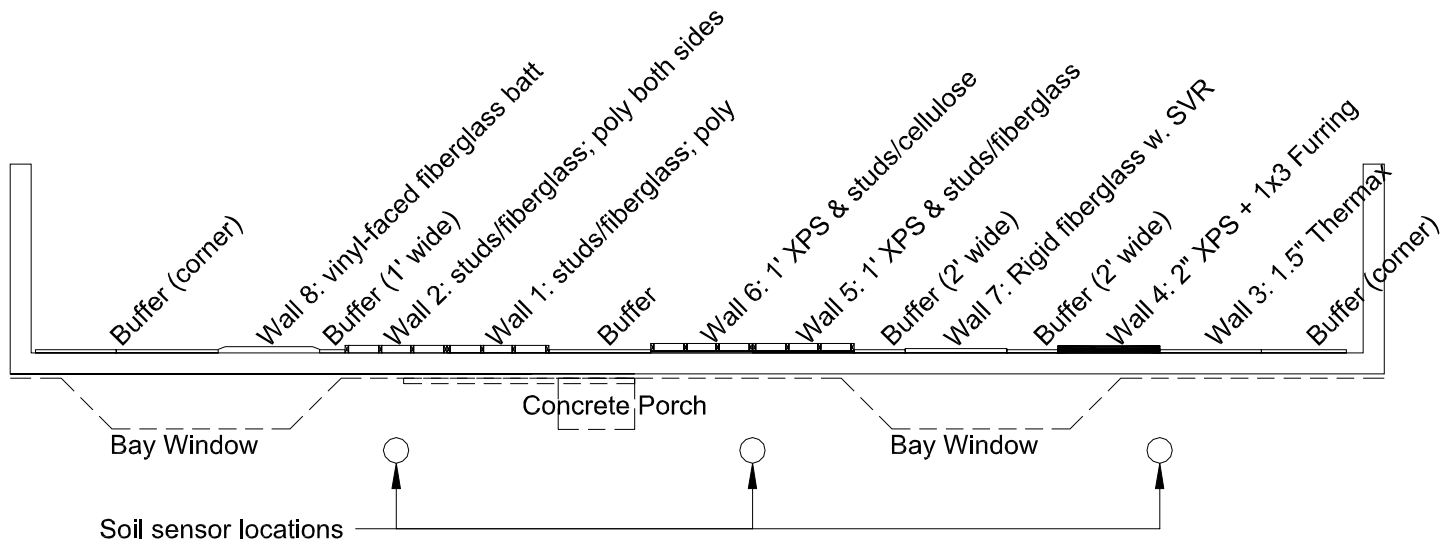 Buffer (corner)
Wall 8: vinyl-faced fiberglass batt
Buffer (1' wide)
Wall 2: studs/fiberglass; poly both sides
Wall 1: studs/fiberglass; poly
Buffer
Wall 6: 1' XPS & studs/cellulose
Wall 5: 1' XPS & studs/fiberglass
Buffer (2' wide)
Wall 7: Rigid fiberglass w. SVR
Buffer (2' wide)
Wall 4: 2" XPS + 1x3 Furring
Wall 3: 1.5" Thermax
Buffer (corner)
Concrete Porch
Bay Window
Bay Window
Soil sensor locations